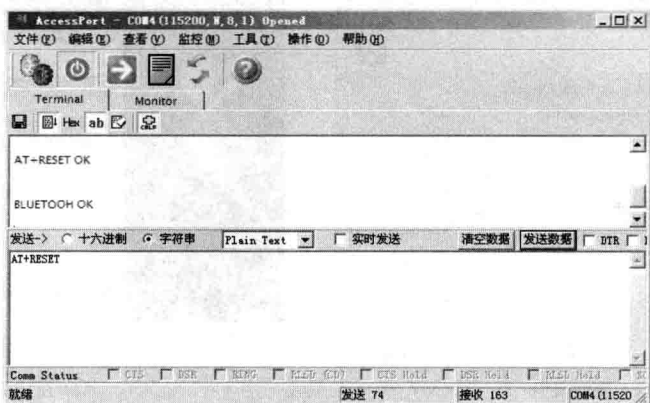 AccessPort - COM4(115200,N,8,1) Opened
文件(F) 编辑(E) 查看(V) 监控(M) 工具(T) 操作(O) 帮助(H)
Terminal Monitor
Hex ab
AT+RESET OK
BLUETOOH OK
发送-> 十六进制 字符串 Plain Text 实时发送 清空数据 发送数据 DTR
AT+RESET
Comm Status CTS DSR RING RLSD (CD) CTS Hold DSR Hold RLSD Hold
就绪 发送 74 接收 163 COM4(11520